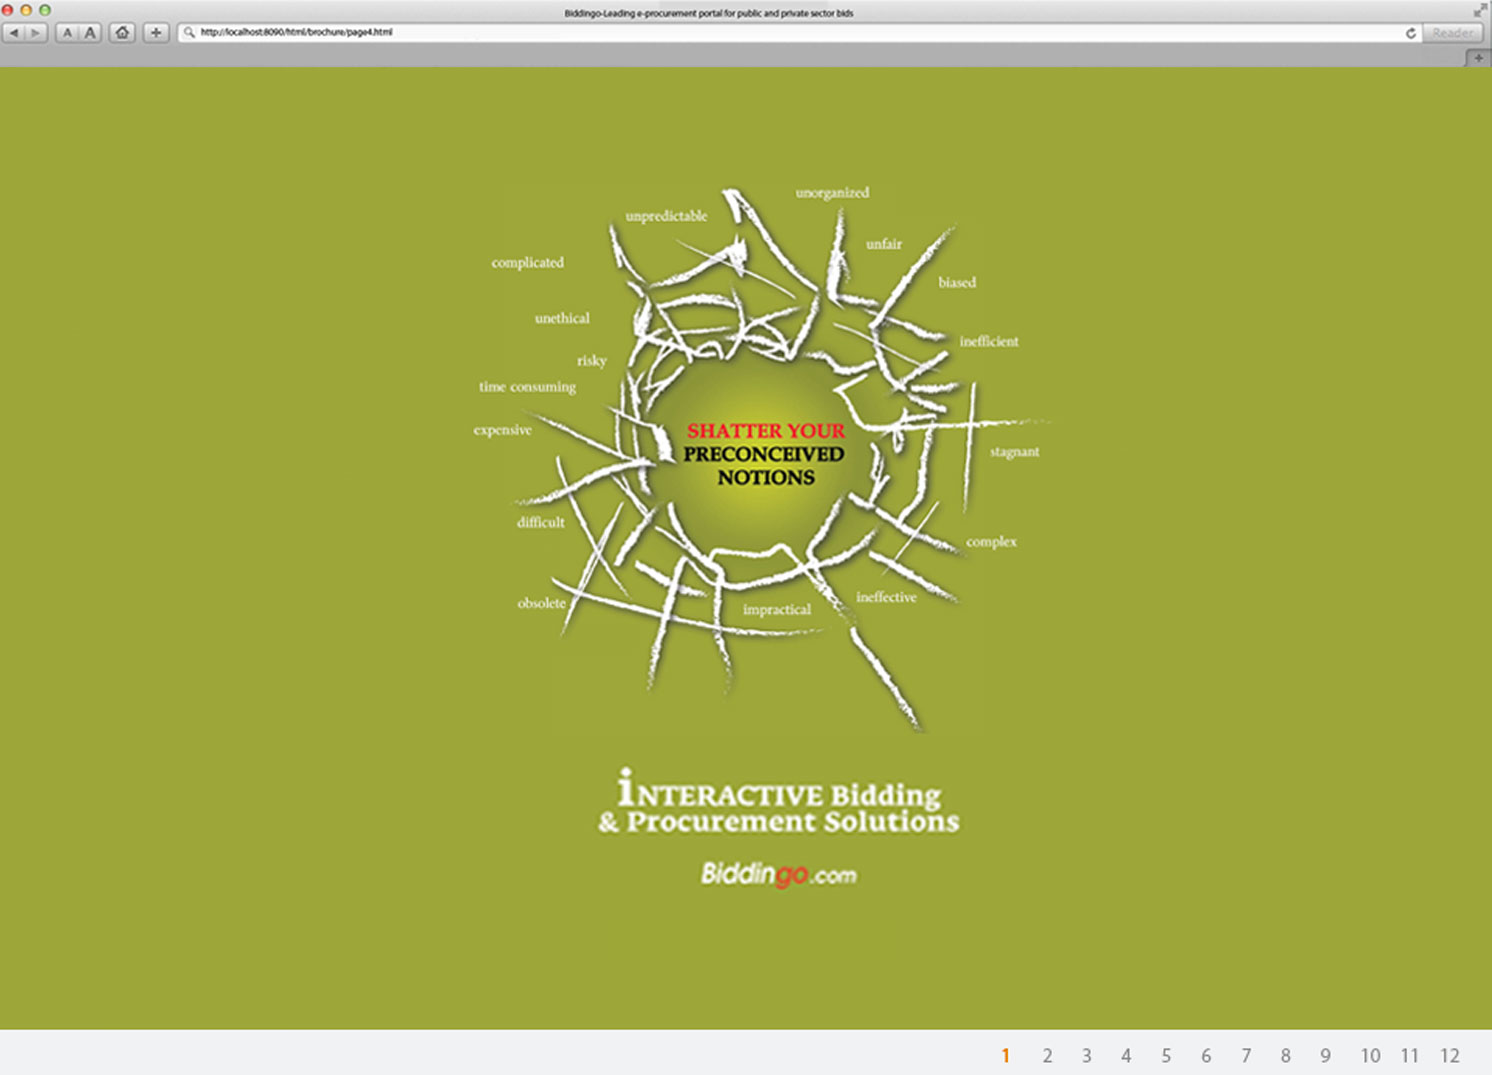 Biddingo-Leading e-procurement portal for public and private sector bids
A A
http://localhost:8090/html/brochure/page4.html
Reader
unorganized
unpredictable
unfair
complicated
biased
unethical
inefficient
risky
time consuming
expensive
SHATTER YOUR
PRECONCEIVED
NOTIONS
stagnant
difficult
complex
obsolete
impractical
ineffective
iNTERACTIVE Bidding
& Procurement Solutions
Biddingo.com
1 2 3 4 5 6 7 8 9 10 11 12